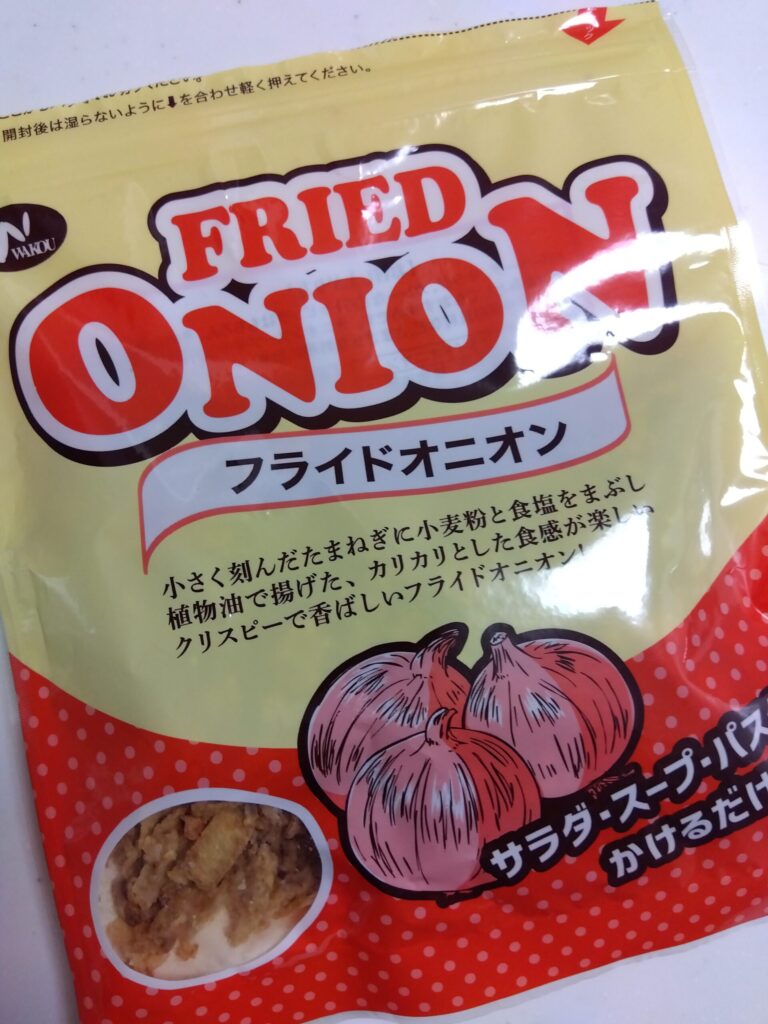 開封後は湿らないように⬇を合わせ軽く押えてください。
WAKOU
FRIED
ONION
フライドオニオン
小さく刻んだたまねぎに小麦粉と食塩をまぶし
植物油で揚げた、カリカリとした食感が楽しい
クリスピーで香ばしいフライドオニオン!
サラダ・スープ・パス
かけるだけ